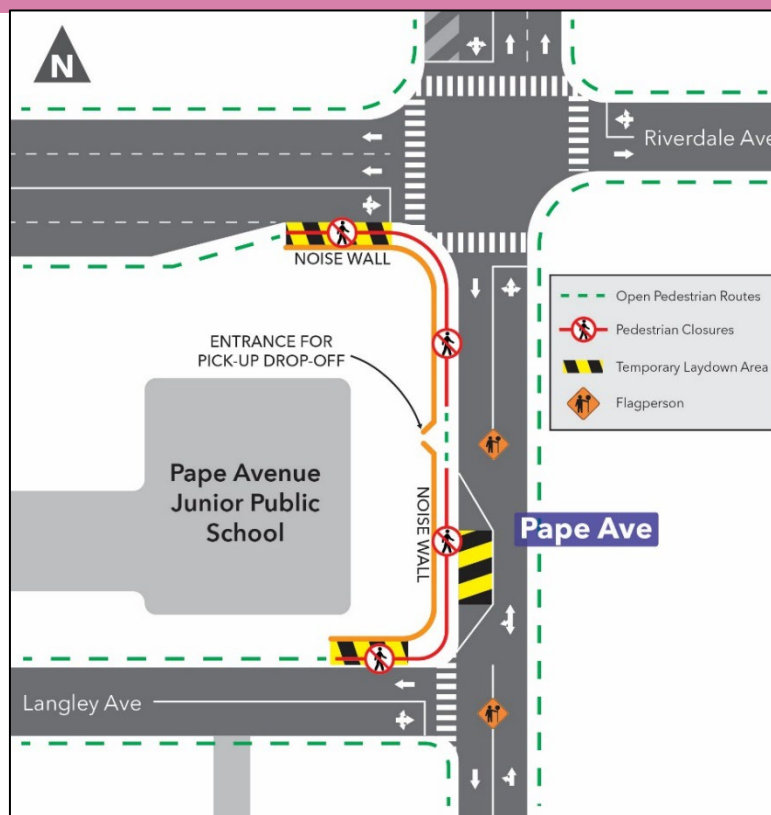 N
Riverdale Ave
NOISE WALL
ENTRANCE FOR
PICK-UP DROP-OFF
Open Pedestrian Routes
Pedestrian Closures
Temporary Laydown Area
Flagperson
Pape Avenue
Junior Public
School
NOISE WALL
Pape Ave
Langley Ave